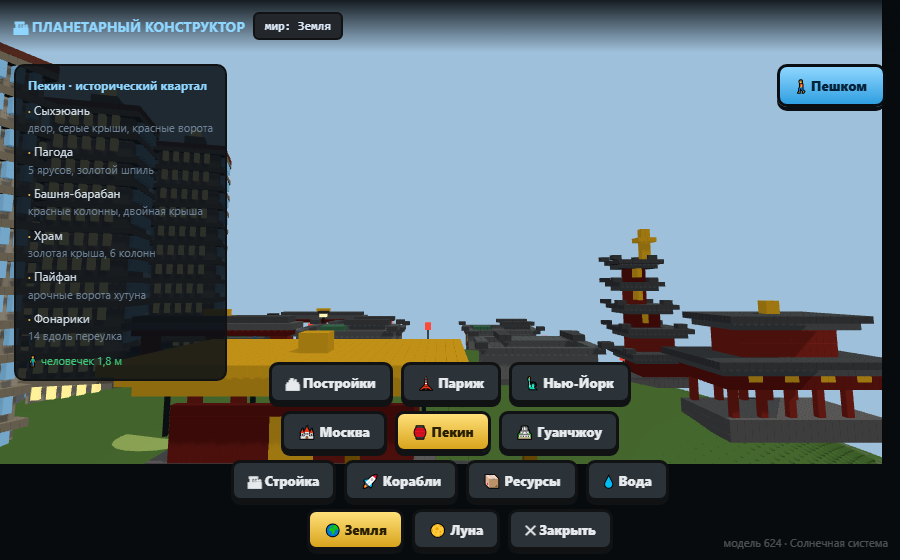 ПЛАНЕТАРНЫЙ КОНСТРУКТОР
мир: Земля
Пекин · исторический квартал
· Сыхэюань
двор, серые крыши, красные ворота
· Пагода
5 ярусов, золотой шпиль
· Башня-барабан
красные колонны, двойная крыша
· Храм
золотая крыша, 6 колонн
· Пайфан
арочные ворота хутуна
· Фонарики
14 вдоль переулка
человечек 1,8 м
Пешком
Постройки Париж Нью-Йорк
Москва Пекин Гуанчжоу
Стройка Корабли Ресурсы Вода
Земля Луна ✕ Закрыть
модель 624 · Солнечная система